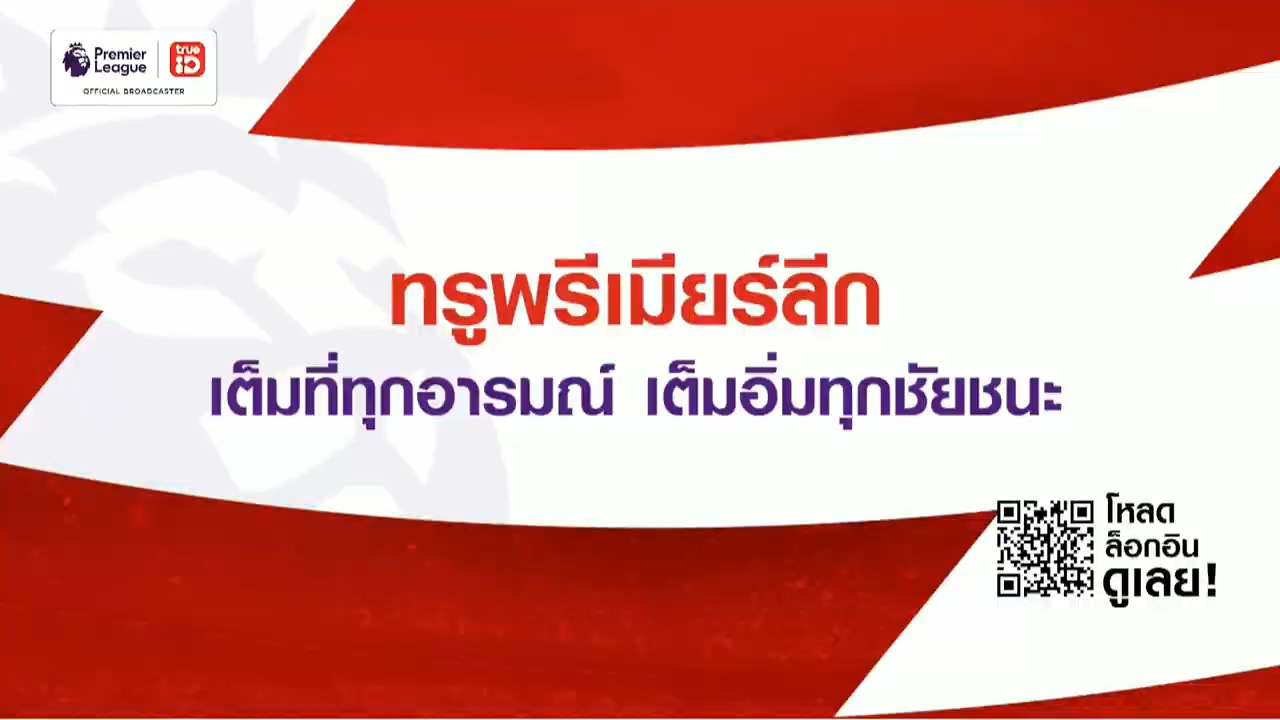 Premier
League
true
iD
OFFICIAL BROADCASTER
ทรูพรีเมียร์ลีก
เต็มที่ทุกอารมณ์ เต็มอิ่มทุกชัยชนะ
โหลด
ล็อกอิน
ดูเลย!